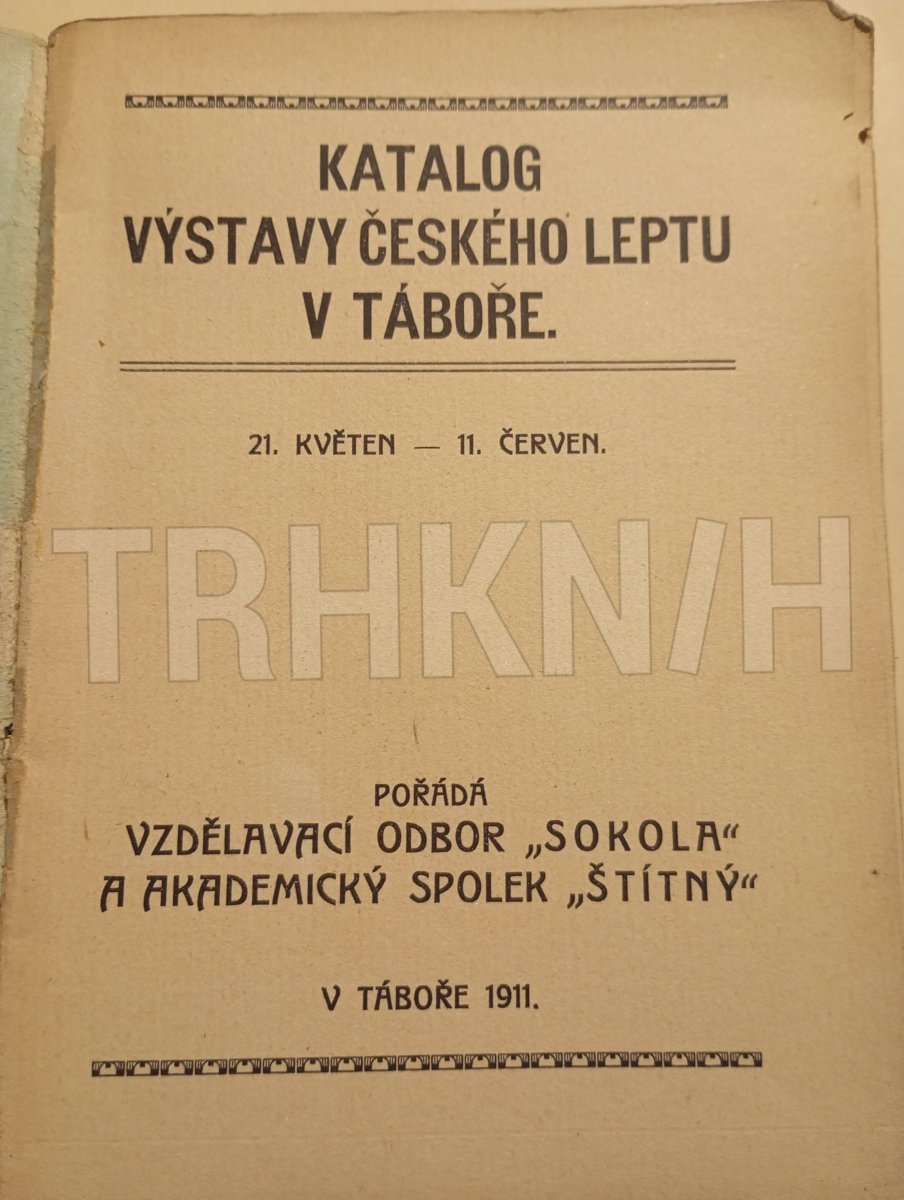 KATALOG
VÝSTAVY ČESKÉHO LEPTU
V TÁBOŘE.
21. KVĚTEN — 11. ČERVEN.
TRHKN/H
POŘÁDÁ
VZDĚLAVACÍ ODBOR „SOKOLA“
A AKADEMICKÝ SPOLEK „ŠTÍTNÝ“
V TÁBOŘE 1911.